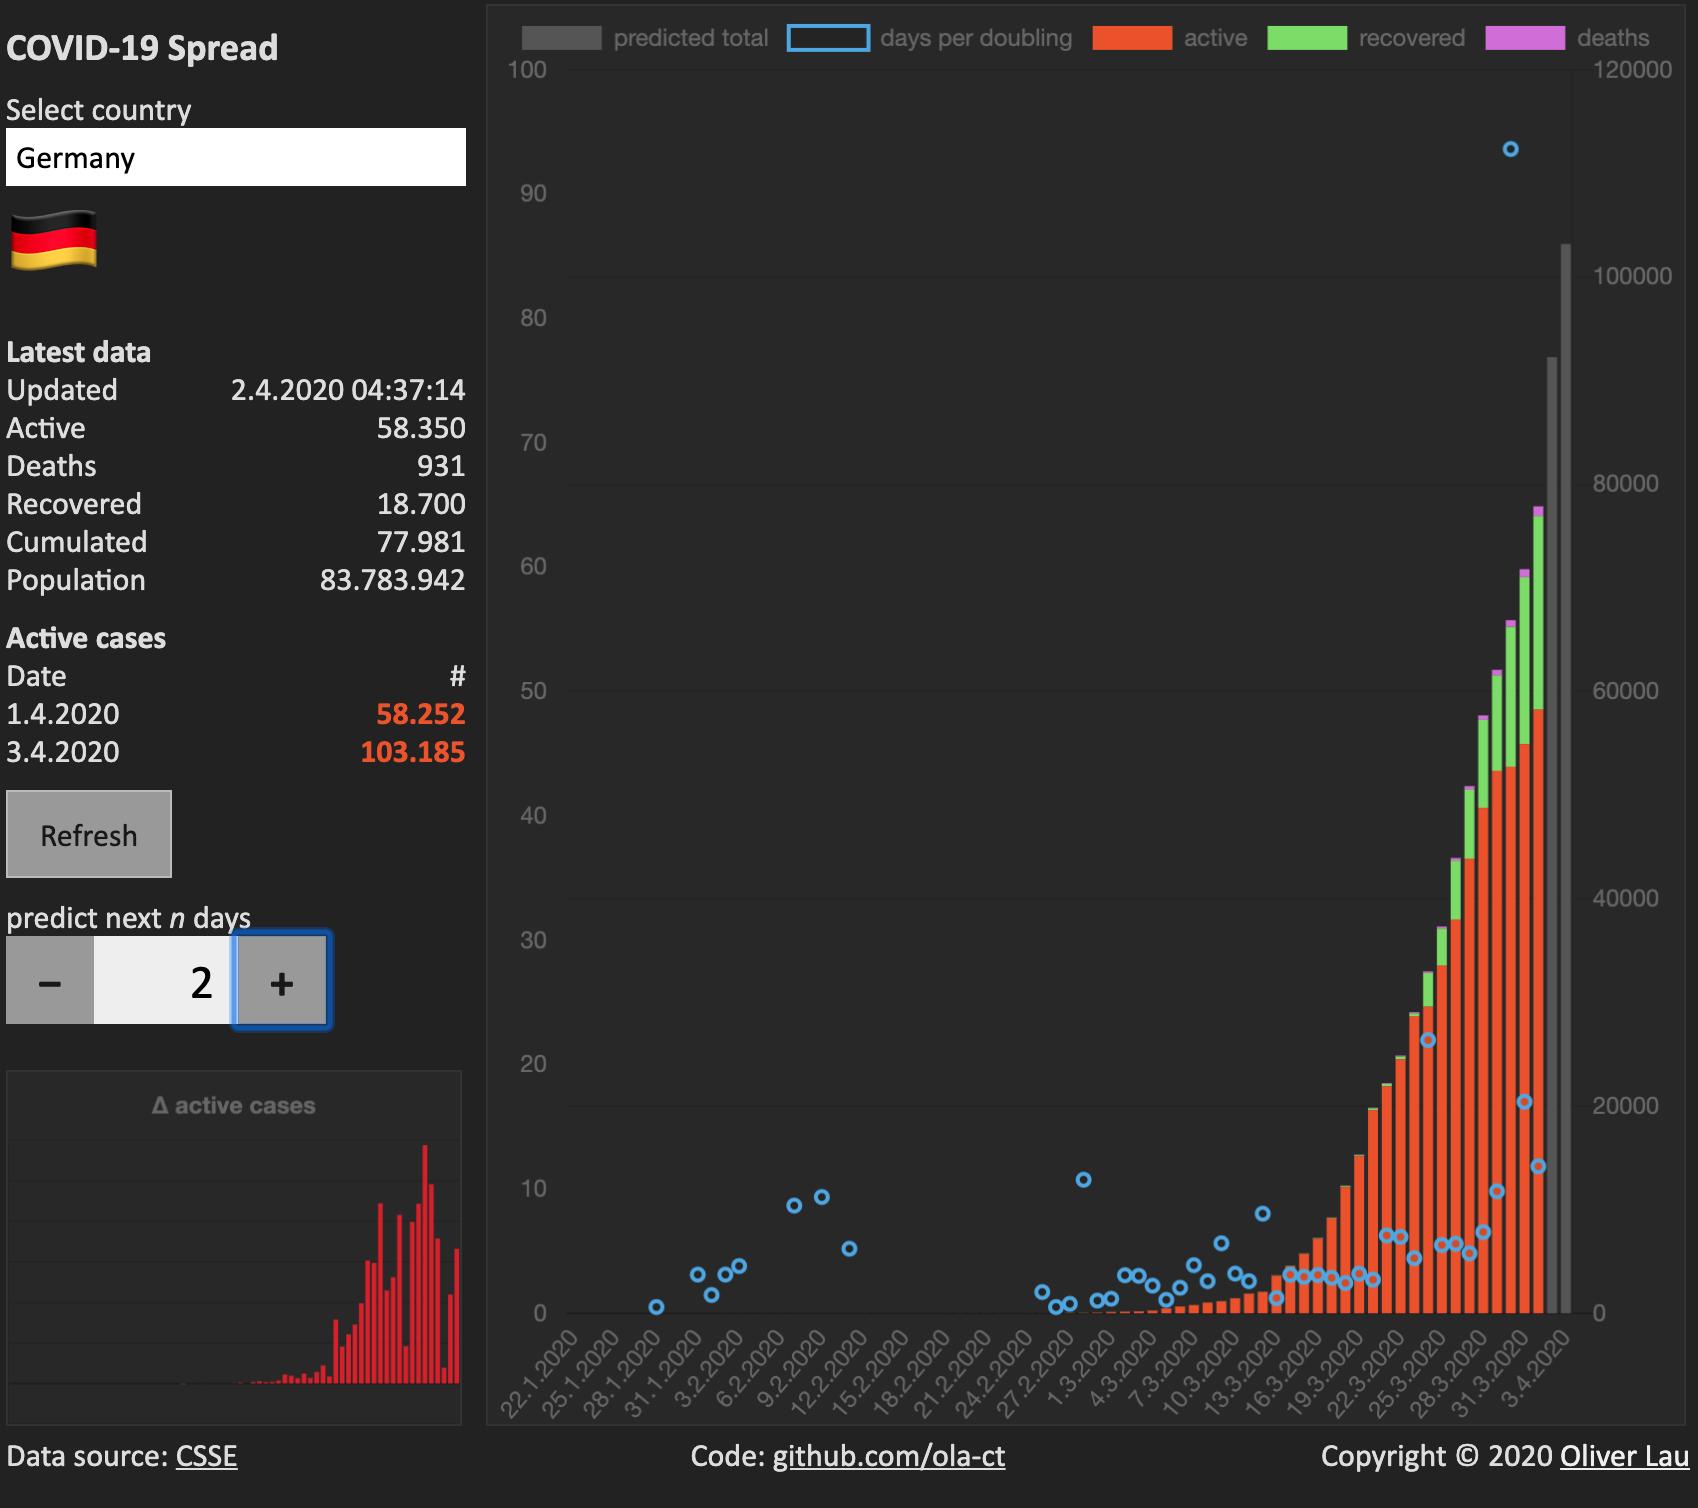 COVID-19 Spread
Select country
Germany
Latest data
Updated 2.4.2020 04:37:14
Active 58.350
Deaths 931
Recovered 18.700
Cumulated 77.981
Population 83.783.942
Active cases
Date #
1.4.2020 58.252
3.4.2020 103.185
Refresh
predict next n days
− 2 +
Δ active cases
predicted total days per doubling active recovered deaths
100
90
80
70
60
50
40
30
20
10
0
120000
100000
80000
60000
40000
20000
0
22.1.2020
25.1.2020
28.1.2020
31.1.2020
3.2.2020
6.2.2020
9.2.2020
12.2.2020
15.2.2020
18.2.2020
21.2.2020
24.2.2020
27.2.2020
1.3.2020
4.3.2020
7.3.2020
10.3.2020
13.3.2020
16.3.2020
19.3.2020
22.3.2020
25.3.2020
28.3.2020
31.3.2020
3.4.2020
Data source: CSSE
Code: github.com/ola-ct
Copyright © 2020 Oliver Lau